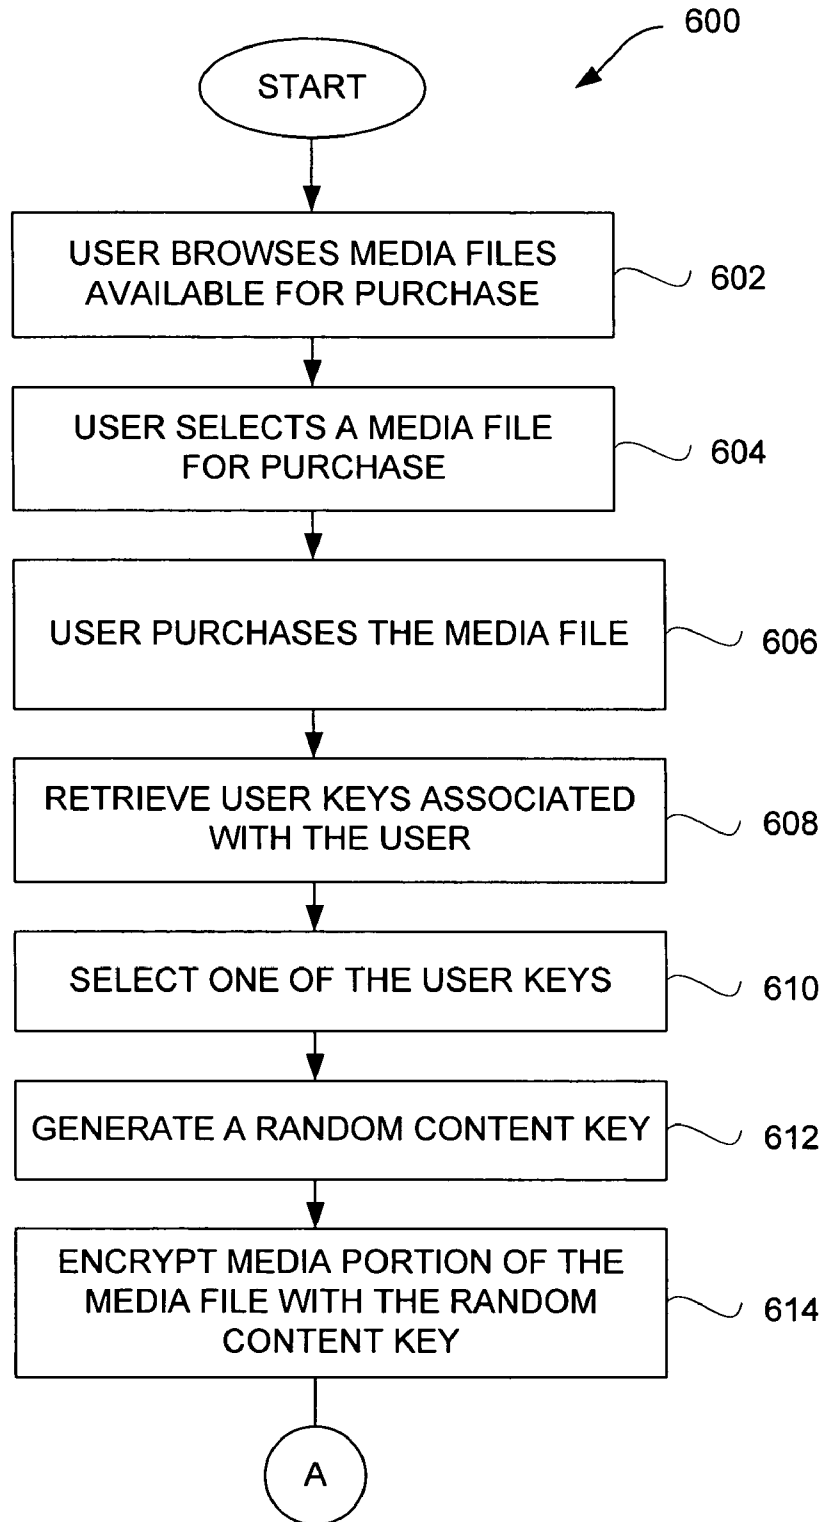 600
START
USER BROWSES MEDIA FILES
AVAILABLE FOR PURCHASE
602
USER SELECTS A MEDIA FILE
FOR PURCHASE
604
USER PURCHASES THE MEDIA FILE
606
RETRIEVE USER KEYS ASSOCIATED
WITH THE USER
608
SELECT ONE OF THE USER KEYS
610
GENERATE A RANDOM CONTENT KEY
612
ENCRYPT MEDIA PORTION OF THE
MEDIA FILE WITH THE RANDOM
CONTENT KEY
614
A